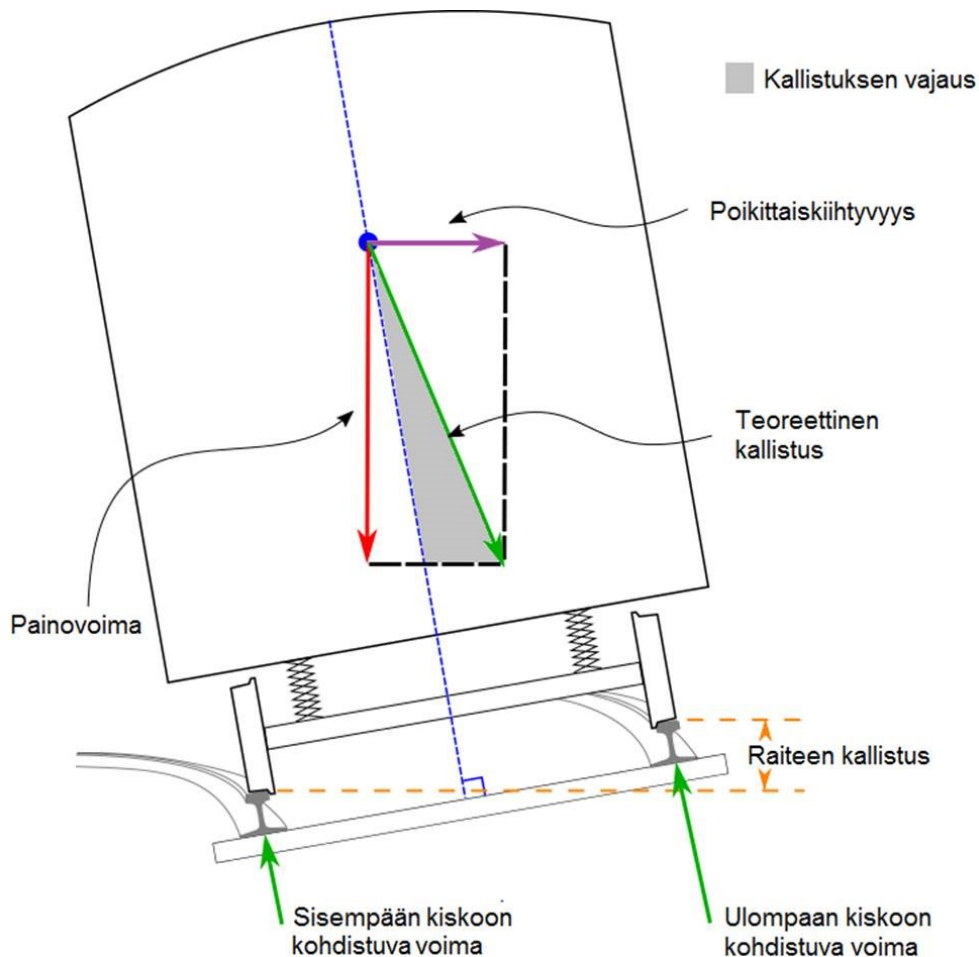 Kallistuksen vajaus
Poikittaiskiihtyvyys
Teoreettinen
kallistus
Painovoima
Raiteen kallistus
Sisempään kiskoon
kohdistuva voima
Ulompaan kiskoon
kohdistuva voima